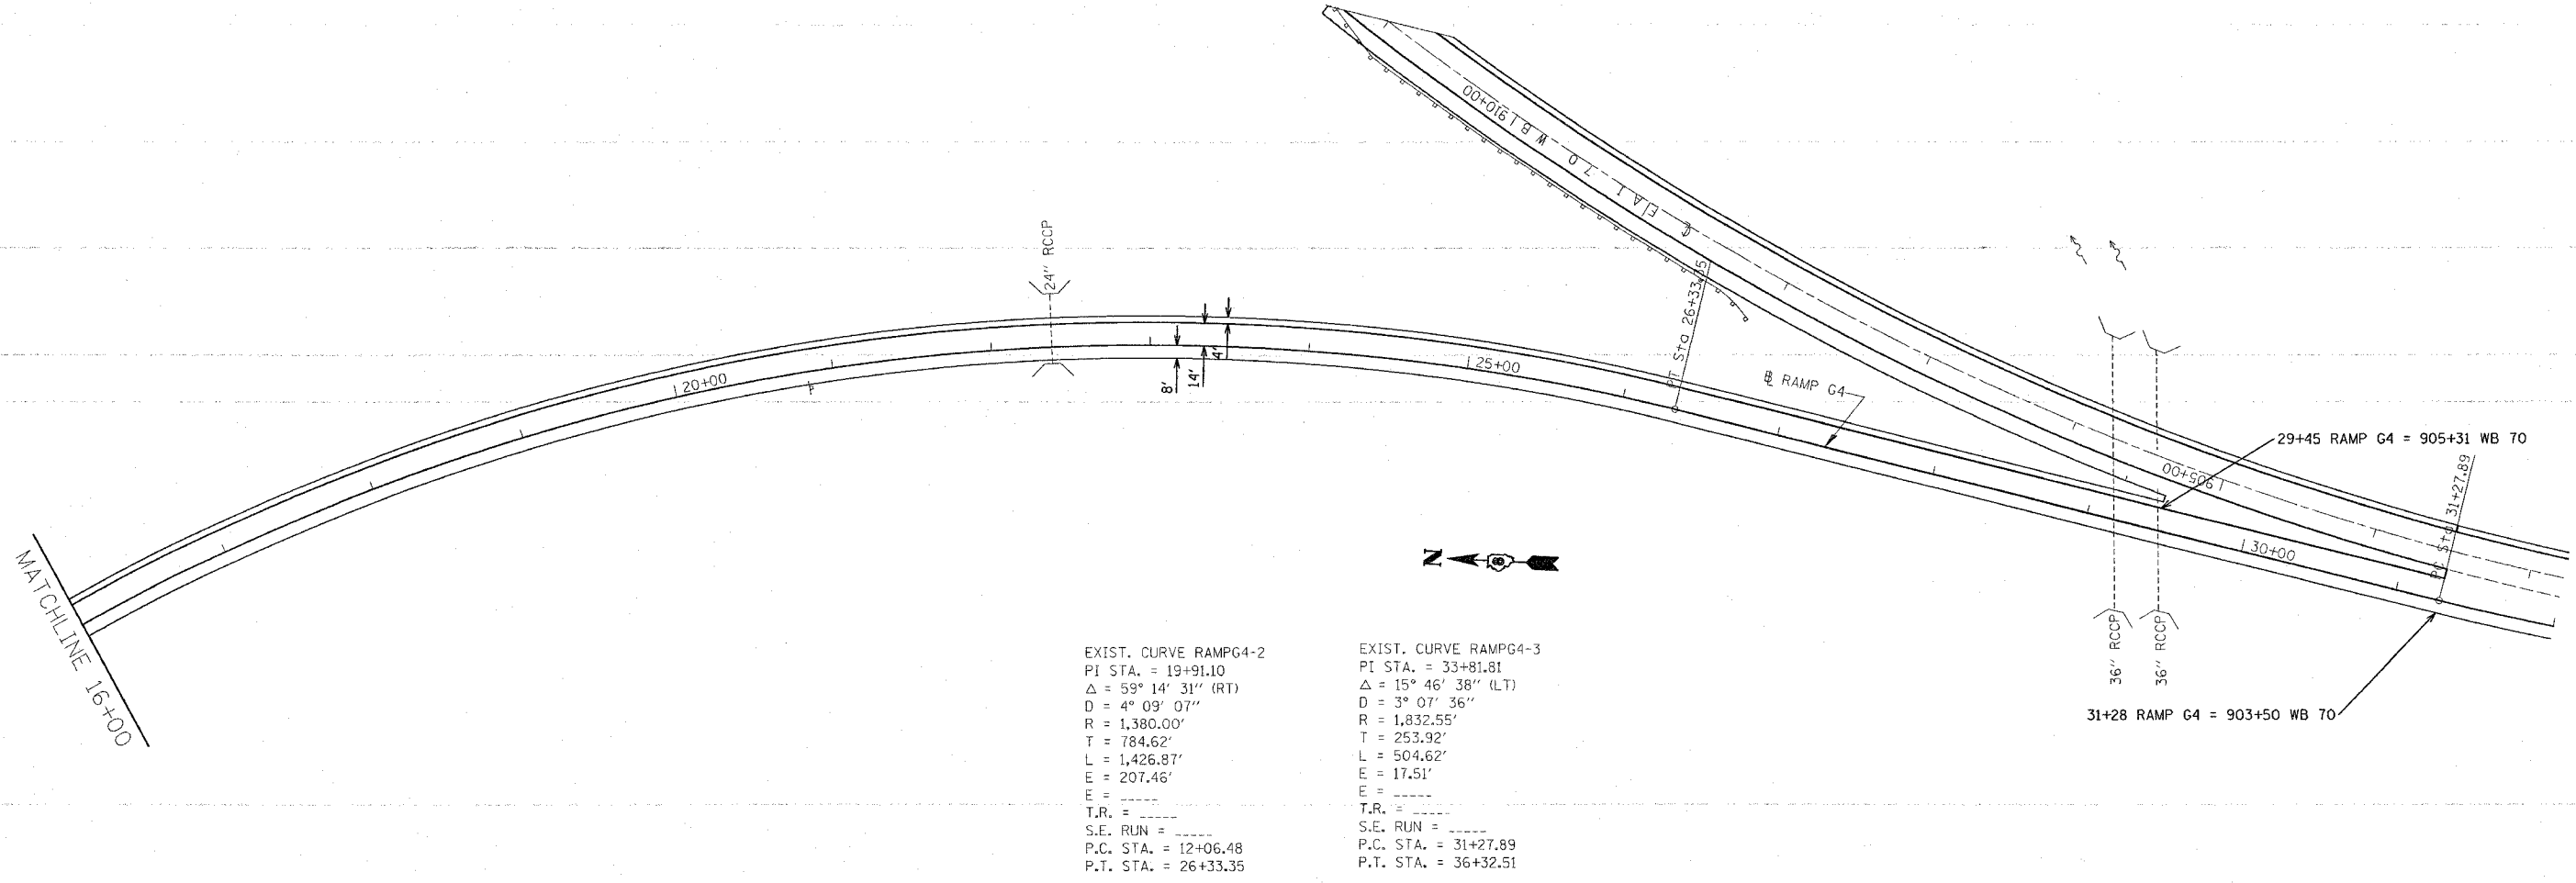 MATCHLINE 16+00
20+00
24" RCCP
8'
14'
4'
25+00
PT Sta 26+33.35
910+00
W B
F.A.I. 70
℄
⅊ RAMP G4
905+00
29+45 RAMP G4 = 905+31 WB 70
30+00
PC Sta 31+27.89
36" RCCP
36" RCCP
31+28 RAMP G4 = 903+50 WB 70
N
EXIST. CURVE RAMPG4-2
PI STA. = 19+91.10
Δ = 59° 14' 31" (RT)
D = 4° 09' 07"
R = 1,380.00'
T = 784.62'
L = 1,426.87'
E = 207.46'
E = _____
T.R. = _____
S.E. RUN = _____
P.C. STA. = 12+06.48
P.T. STA. = 26+33.35
EXIST. CURVE RAMPG4-3
PI STA. = 33+81.81
Δ = 15° 46' 38" (LT)
D = 3° 07' 36"
R = 1,832.55'
T = 253.92'
L = 504.62'
E = 17.51'
E = _____
T.R. = _____
S.E. RUN = _____
P.C. STA. = 31+27.89
P.T. STA. = 36+32.51